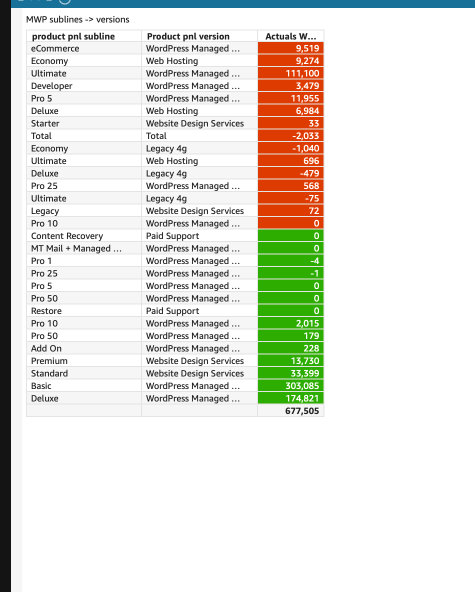 MWP sublines -> versions
product pnl subline Product pnl version Actuals W...
eCommerce WordPress Managed ... 9,519
Economy Web Hosting 9,274
Ultimate WordPress Managed ... 111,100
Developer WordPress Managed ... 3,479
Pro 5 WordPress Managed ... 11,955
Deluxe Web Hosting 6,984
Starter Website Design Services 33
Total Total -2,033
Economy Legacy 4g -1,040
Ultimate Web Hosting 696
Deluxe Legacy 4g -479
Pro 25 WordPress Managed ... 568
Ultimate Legacy 4g -75
Legacy Website Design Services 72
Pro 10 WordPress Managed ... 0
Content Recovery Paid Support 0
MT Mail + Managed ... WordPress Managed ... 0
Pro 1 WordPress Managed ... -4
Pro 25 WordPress Managed ... -1
Pro 5 WordPress Managed ... 0
Pro 50 WordPress Managed ... 0
Restore Paid Support 0
Pro 10 WordPress Managed ... 2,015
Pro 50 WordPress Managed ... 179
Add On WordPress Managed ... 228
Premium Website Design Services 13,730
Standard Website Design Services 33,399
Basic WordPress Managed ... 303,085
Deluxe WordPress Managed ... 174,821
677,505